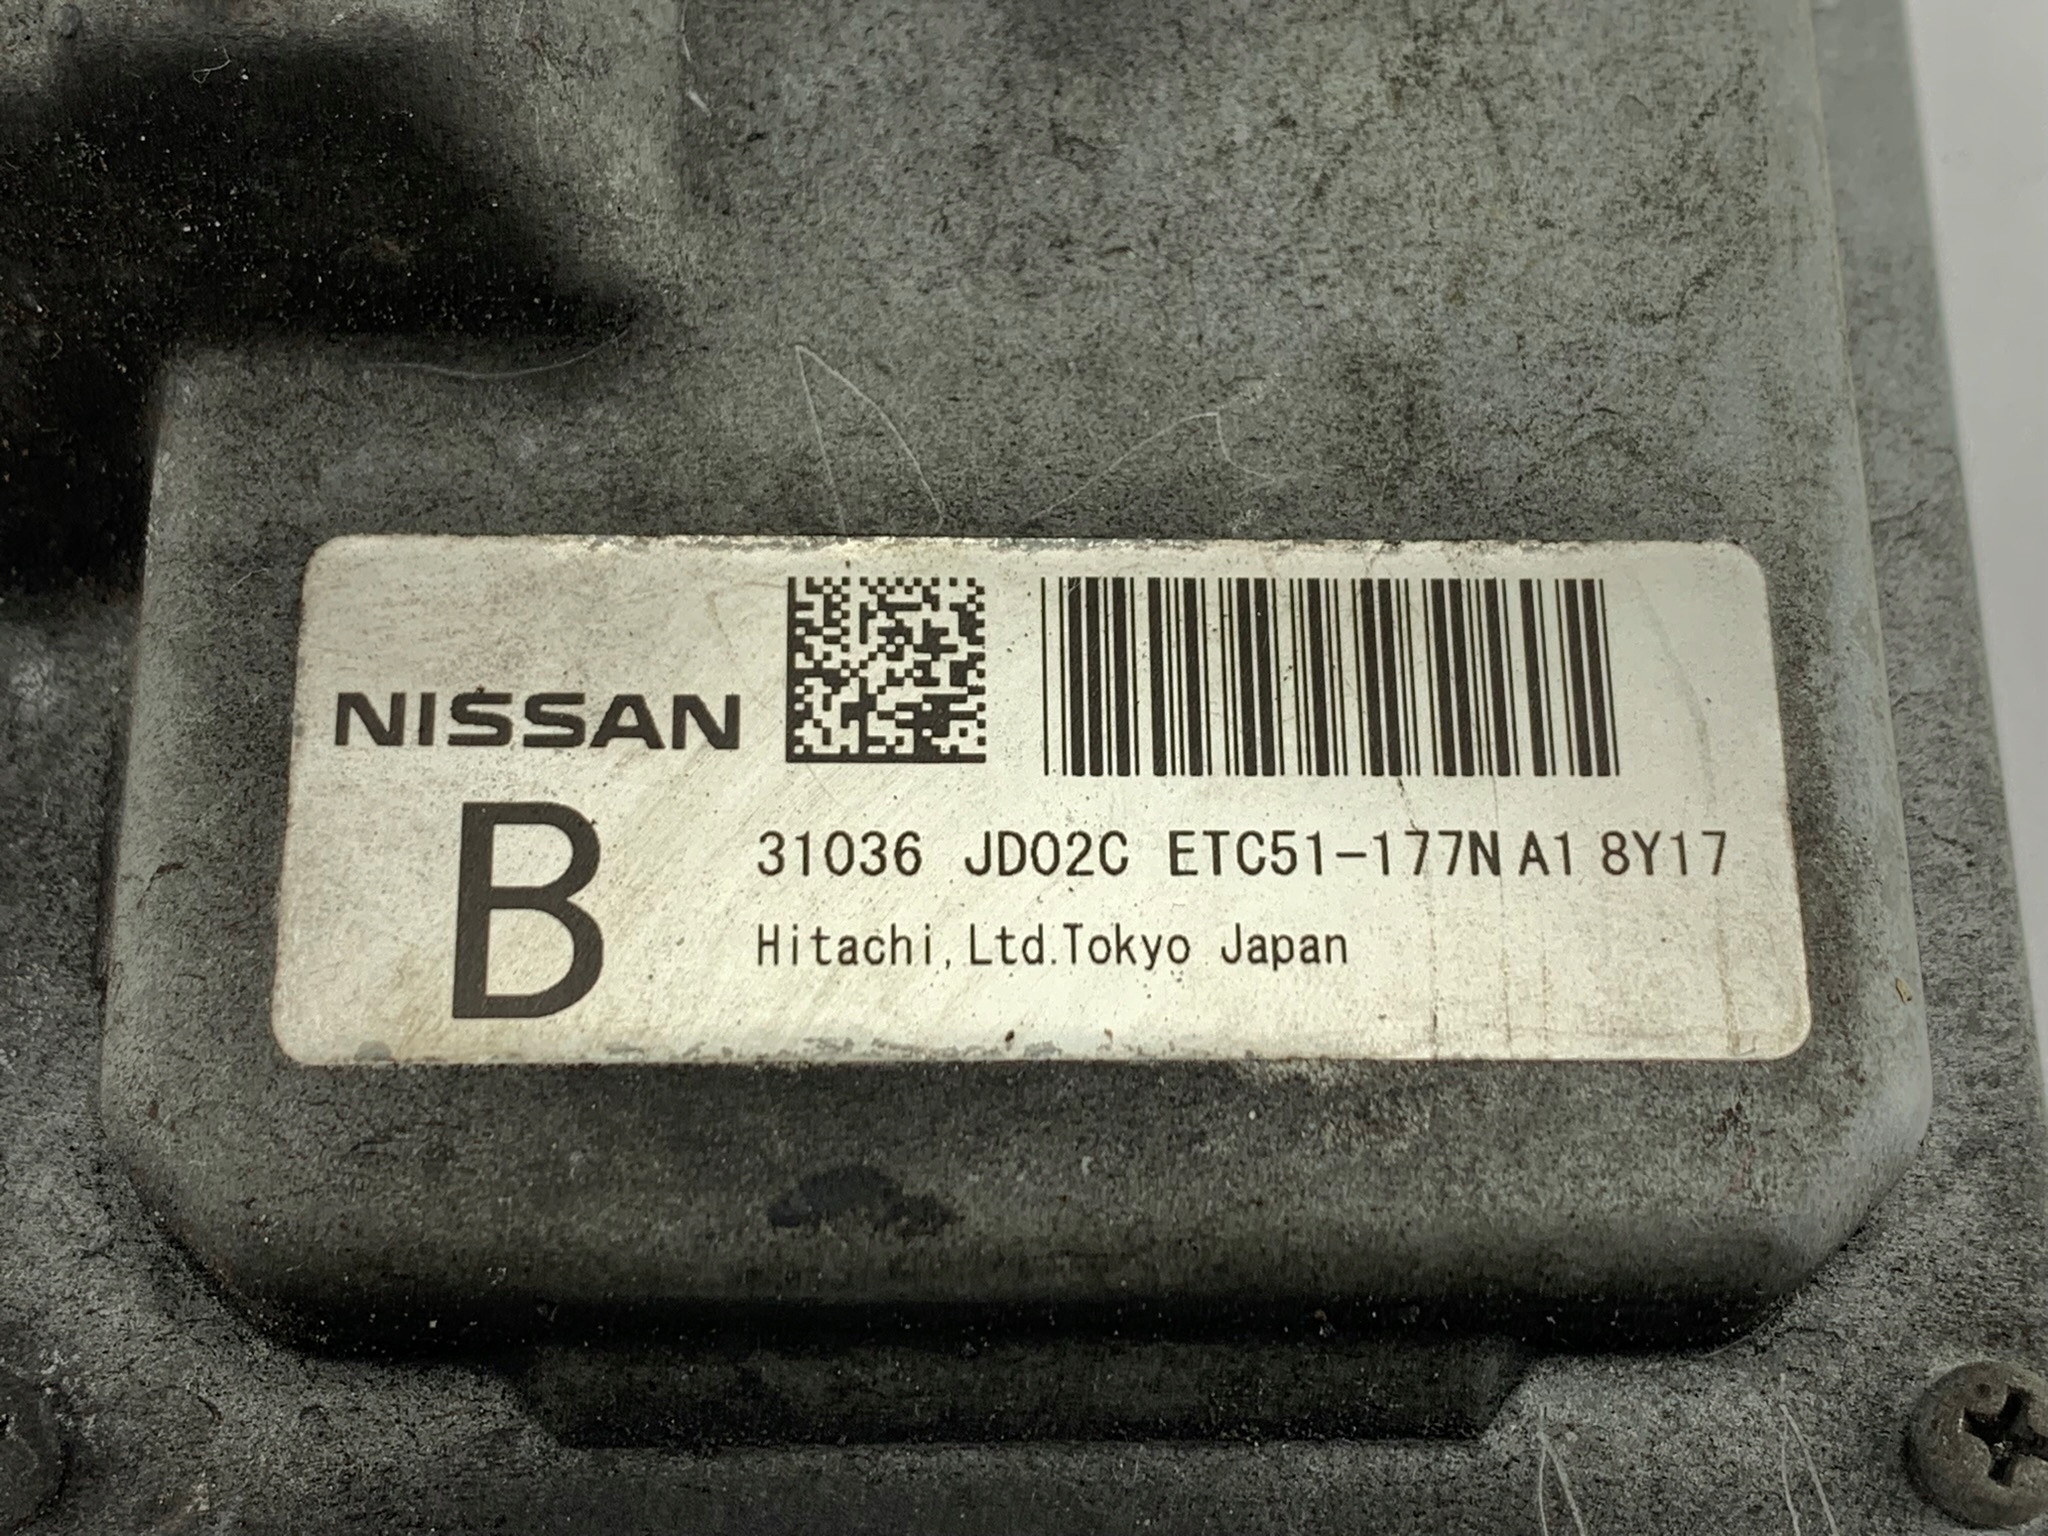 NISSAN
B
31036 JD02C ETC51-177N A1 8Y17
Hitachi,Ltd.Tokyo Japan